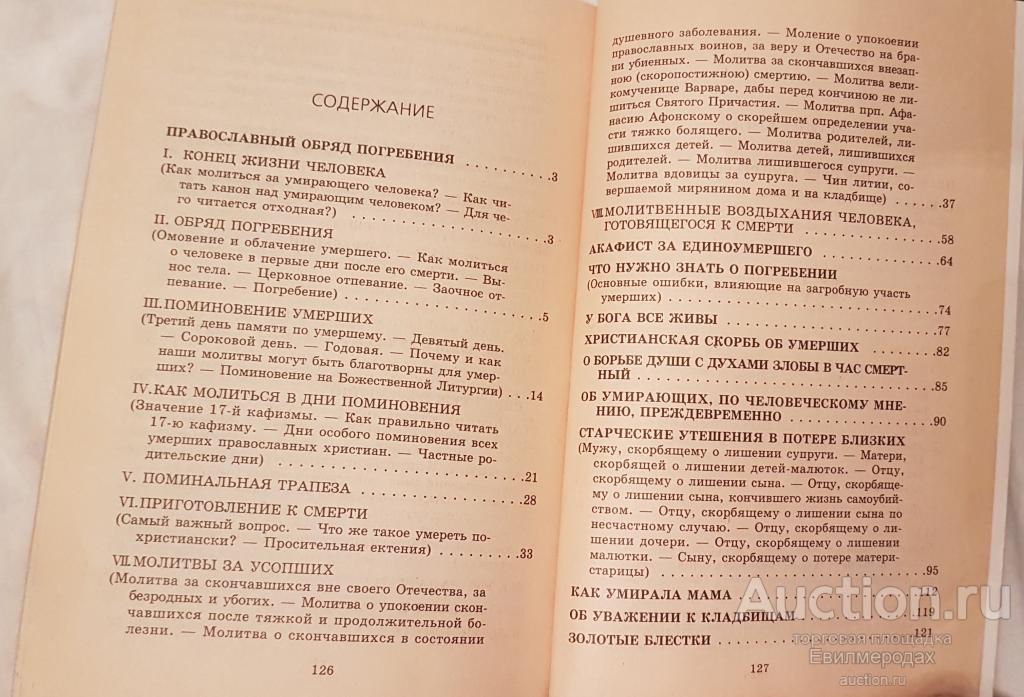 СОДЕРЖАНИЕ
ПРАВОСЛАВНЫЙ ОБРЯД ПОГРЕБЕНИЯ . . . . . . . . . .3
I. КОНЕЦ ЖИЗНИ ЧЕЛОВЕКА
(Как молиться за умирающего человека? — Как чи-
тать канон над умирающим человеком? — Для че-
го читается отходная?) . . . . . . . . . . . . . . . . . . . .3
II. ОБРЯД ПОГРЕБЕНИЯ
(Омовение и облачение умершего. — Как молиться
о человеке в первые дни после его смерти. — Вы-
нос тела. — Церковное отпевание. — Заочное от-
певание. — Погребение) . . . . . . . . . . . . . . . . . . . .5
III. ПОМИНОВЕНИЕ УМЕРШИХ
(Третий день памяти по умершему. — Девятый день.
— Сороковой день. — Годовая. — Почему и как
наши молитвы могут быть благотворны для умер-
ших? — Поминовение на Божественной Литургии) . . .14
IV. КАК МОЛИТЬСЯ В ДНИ ПОМИНОВЕНИЯ
(Значение 17-й кафизмы. — Как правильно читать
17-ю кафизму. — Дни особого поминовения всех
умерших православных христиан. — Частные ро-
дительские дни) . . . . . . . . . . . . . . . . . . . . . . . . .21
V. ПОМИНАЛЬНАЯ ТРАПЕЗА . . . . . . . . . . . . . . . . . .28
VI. ПРИГОТОВЛЕНИЕ К СМЕРТИ
(Самый важный вопрос. — Что же такое умереть по-
христиански? — Просительная ектения) . . . . . . . . .33
VII. МОЛИТВЫ ЗА УСОПШИХ
(Молитва за скончавшихся вне своего Отечества, за
безродных и убогих. — Молитва о упокоении скон-
чавшихся после тяжкой и продолжительной бо-
лезни. — Молитва о скончавшихся в состоянии
126
душевного заболевания. — Моление о упокоении
православных воинов, за веру и Отечество на бра-
ни убиенных. — Молитва за скончавшихся внезап-
ною (скоропостижною) смертию. — Молитва вели-
комученице Варваре, дабы перед кончиною не ли-
шиться Святого Причастия. — Молитва прп. Афа-
насию Афонскому о скорейшем определении уча-
сти тяжко болящего. — Молитва родителей, ли-
шившихся детей. — Молитва детей, лишившихся
родителей. — Молитва лишившегося супруги. —
Молитва вдовицы за супруга. — Чин литии, со-
вершаемой мирянином дома и на кладбище) . . . . .37
VIII. МОЛИТВЕННЫЕ ВОЗДЫХАНИЯ ЧЕЛОВЕКА,
ГОТОВЯЩЕГОСЯ К СМЕРТИ . . . . . . . . . . . . . . .58
АКАФИСТ ЗА ЕДИНОУМЕРШЕГО . . . . . . . . . . . . .64
ЧТО НУЖНО ЗНАТЬ О ПОГРЕБЕНИИ
(Основные ошибки, влияющие на загробную участь
умерших) . . . . . . . . . . . . . . . . . . . . . . . . . . . . .74
У БОГА ВСЕ ЖИВЫ . . . . . . . . . . . . . . . . . . . . . .77
ХРИСТИАНСКАЯ СКОРБЬ ОБ УМЕРШИХ . . . . . . . .82
О БОРЬБЕ ДУШИ С ДУХАМИ ЗЛОБЫ В ЧАС СМЕРТ-
НЫЙ . . . . . . . . . . . . . . . . . . . . . . . . . . . . . . .85
ОБ УМИРАЮЩИХ, ПО ЧЕЛОВЕЧЕСКОМУ МНЕ-
НИЮ, ПРЕЖДЕВРЕМЕННО . . . . . . . . . . . . . . .90
СТАРЧЕСКИЕ УТЕШЕНИЯ В ПОТЕРЕ БЛИЗКИХ
(Мужу, скорбящему о лишении супруги. — Матери,
скорбящей о лишении детей-малюток. — Отцу,
скорбящему о лишении сына. — Отцу, скорбяще-
му о лишении сына, кончившего жизнь самоубий-
ством. — Отцу, скорбящему о лишении сына по
несчастному случаю. — Отцу, скорбящему о ли-
шении дочери. — Отцу, скорбящему о лишении
малютки. — Сыну, скорбящему о потере матери-
старицы) . . . . . . . . . . . . . . . . . . . . . . . . . . . . .95
КАК УМИРАЛА МАМА . . . . . . . . . . . . . . . . . . . .112
ОБ УВАЖЕНИИ К КЛАДБИЩАМ . . . . . . . . . . . . .119
ЗОЛОТЫЕ БЛЕСТКИ . . . . . . . . . . . . . . . . . . . . .121
127
Auction.ru
торговая площадка
Евилмеродах
auction.ru